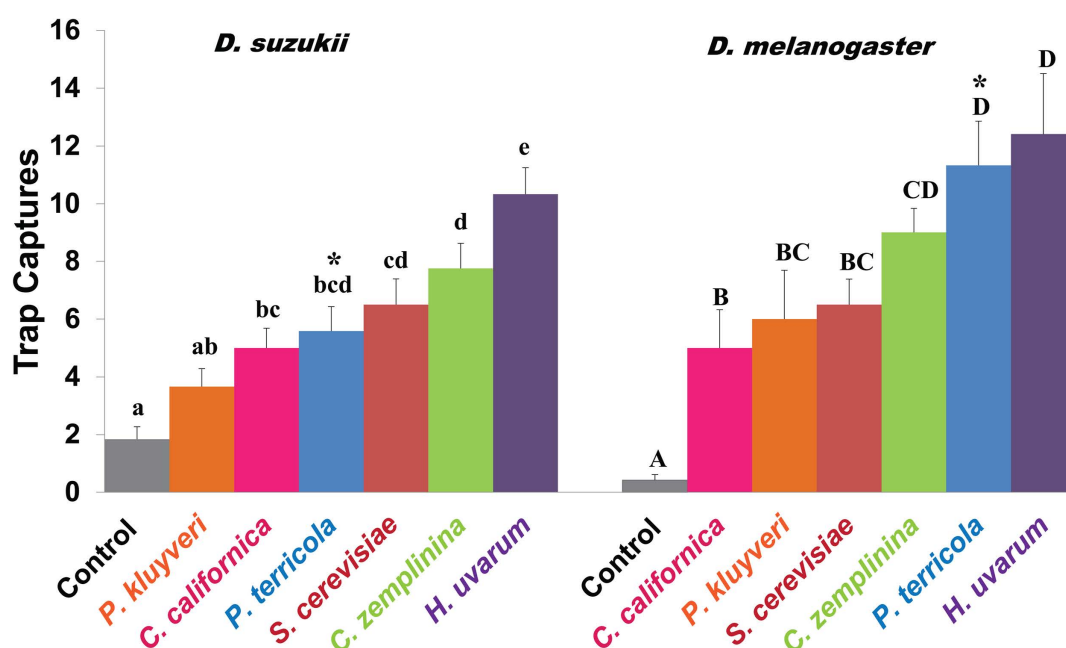 Trap Captures
16
14
12
10
8
6
4
2
0
D. suzukii
a
ab
bc
*
bcd
cd
d
e
Control
P. kluyveri
C. californica
P. terricola
S. cerevisiae
C. zemplinina
H. uvarum
D. melanogaster
A
B
BC
BC
CD
*
D
D
Control
C. californica
P. kluyveri
S. cerevisiae
C. zemplinina
P. terricola
H. uvarum